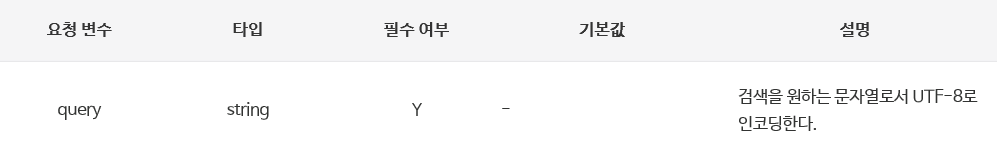 요청 변수 타입 필수 여부 기본값 설명
query string Y - 검색을 원하는 문자열로서 UTF-8로
인코딩한다.